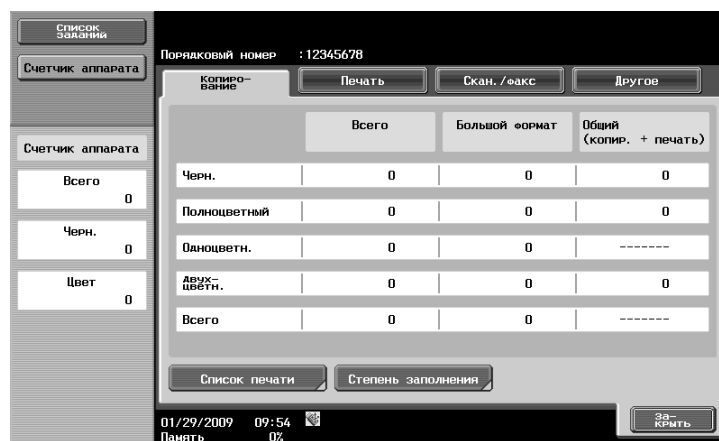 Список
заданий
Счетчик аппарата
Счетчик аппарата
Всего
0
Черн.
0
Цвет
0
Порядковый номер :12345678
Копиро-
вание
Печать
Скан./факс
Другое
Всего
Большой формат
Общий
(копир. + печать)
Черн. 0 0 0
Полноцветный 0 0 0
Одноцветн. 0 0 -------
Двух-
цветн. 0 0 0
Всего 0 0 -------
Список печати
Степень заполнения
01/29/2009 09:54
Память 0%
За-
крыть